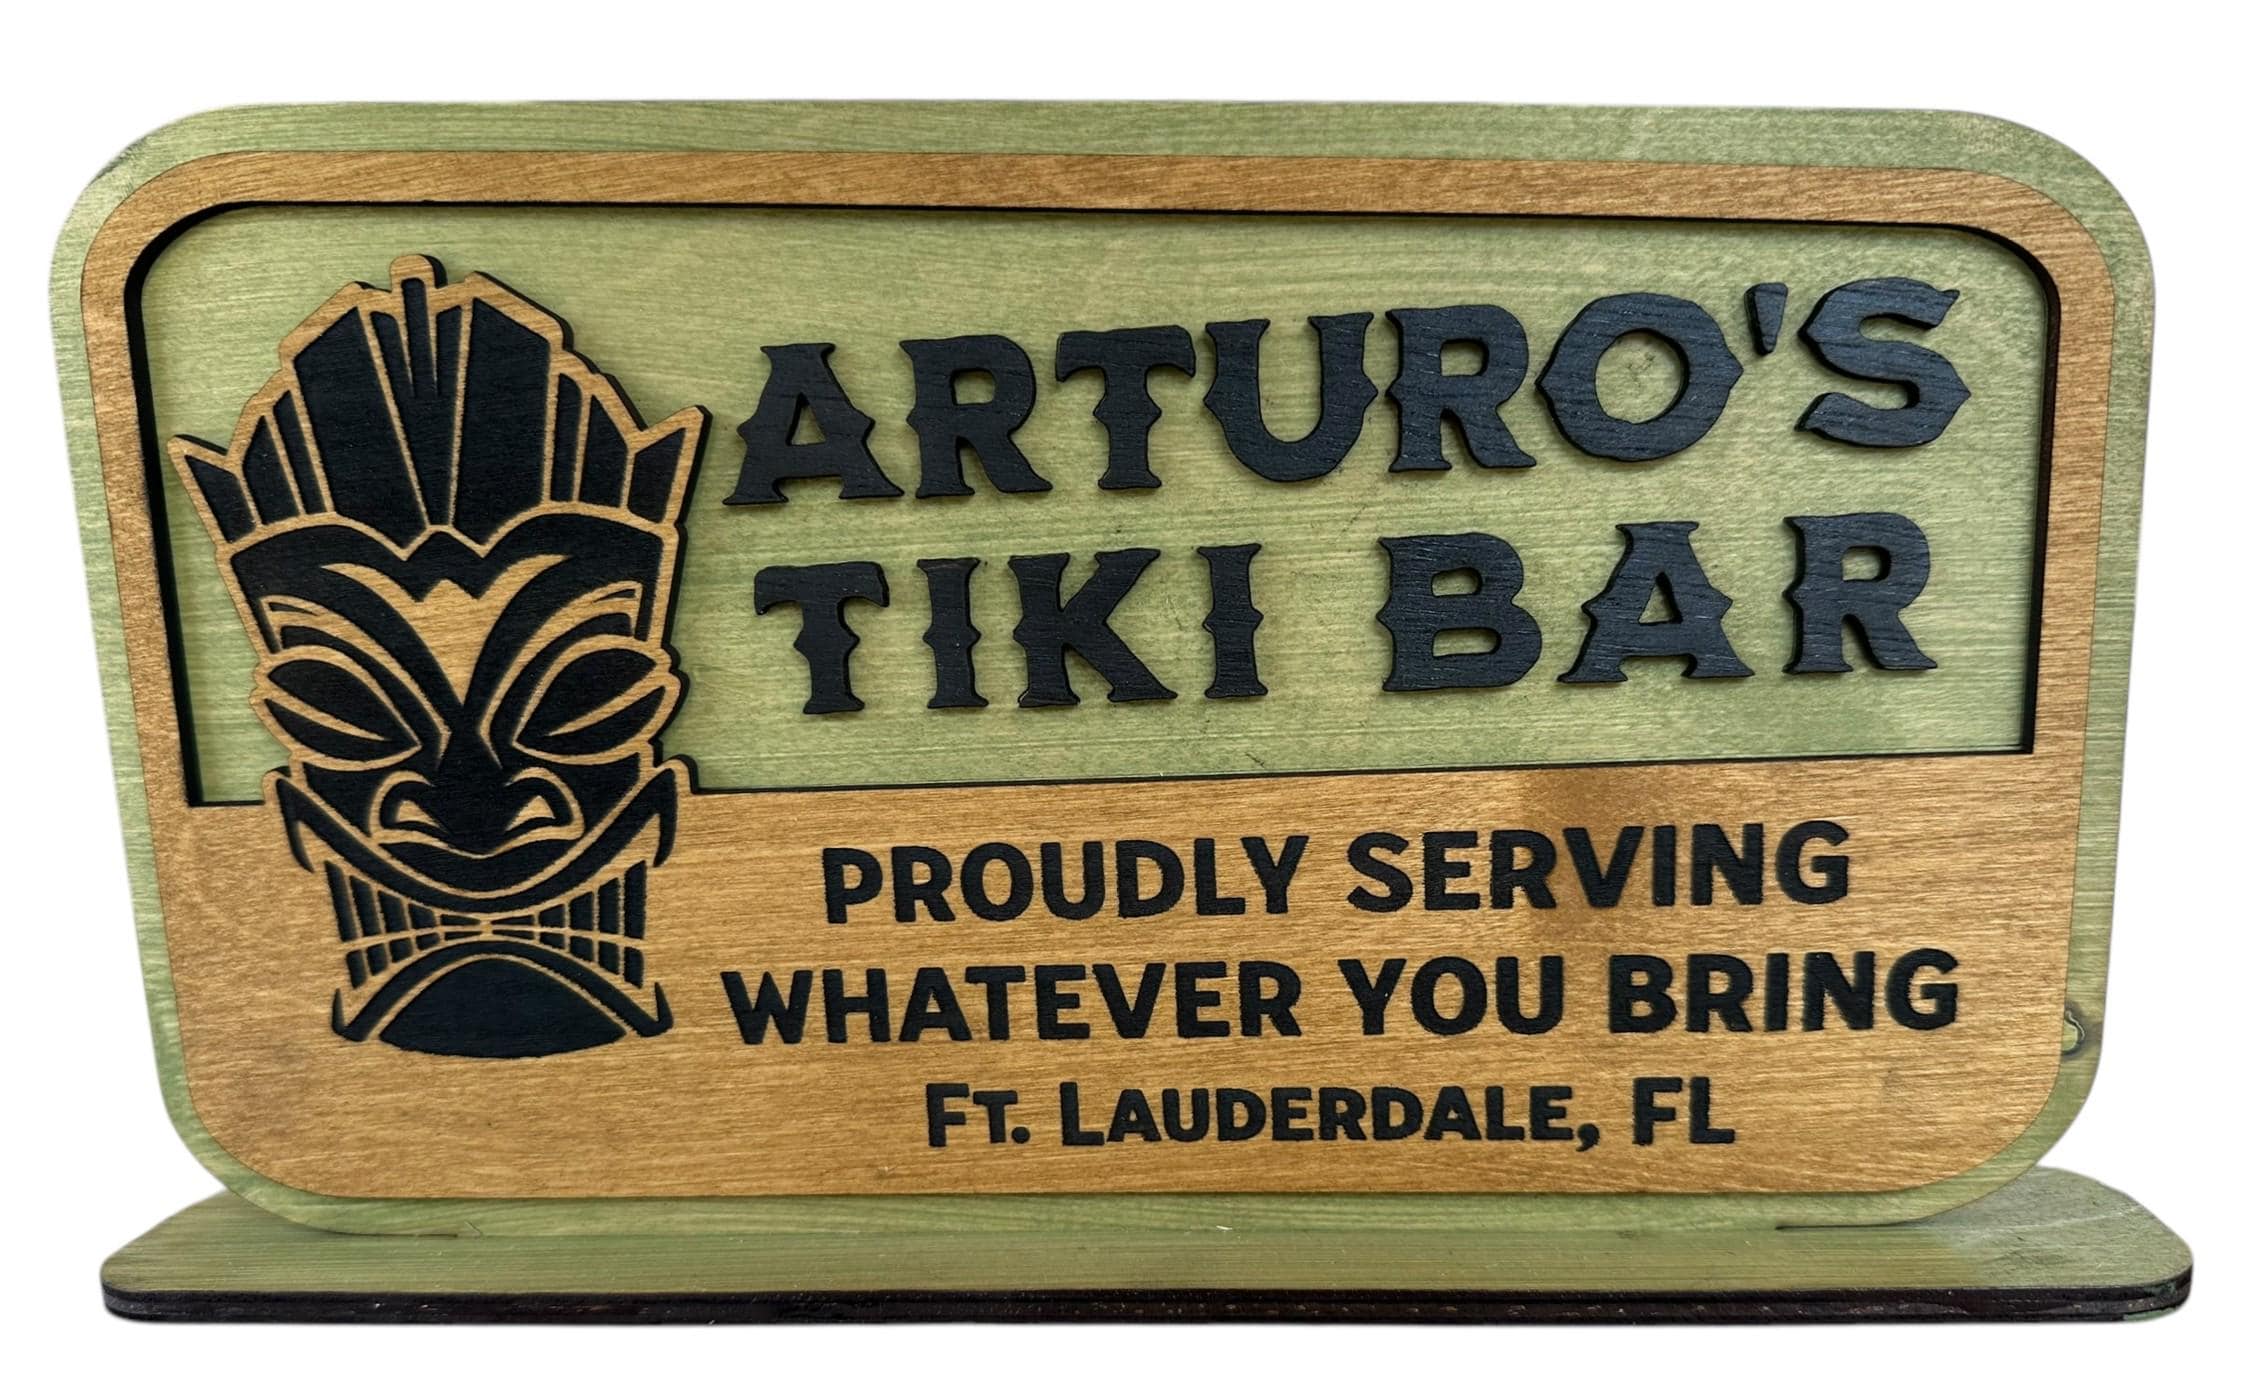 ARTURO'S
TIKI BAR
PROUDLY SERVING
WHATEVER YOU BRING
FT. LAUDERDALE, FL